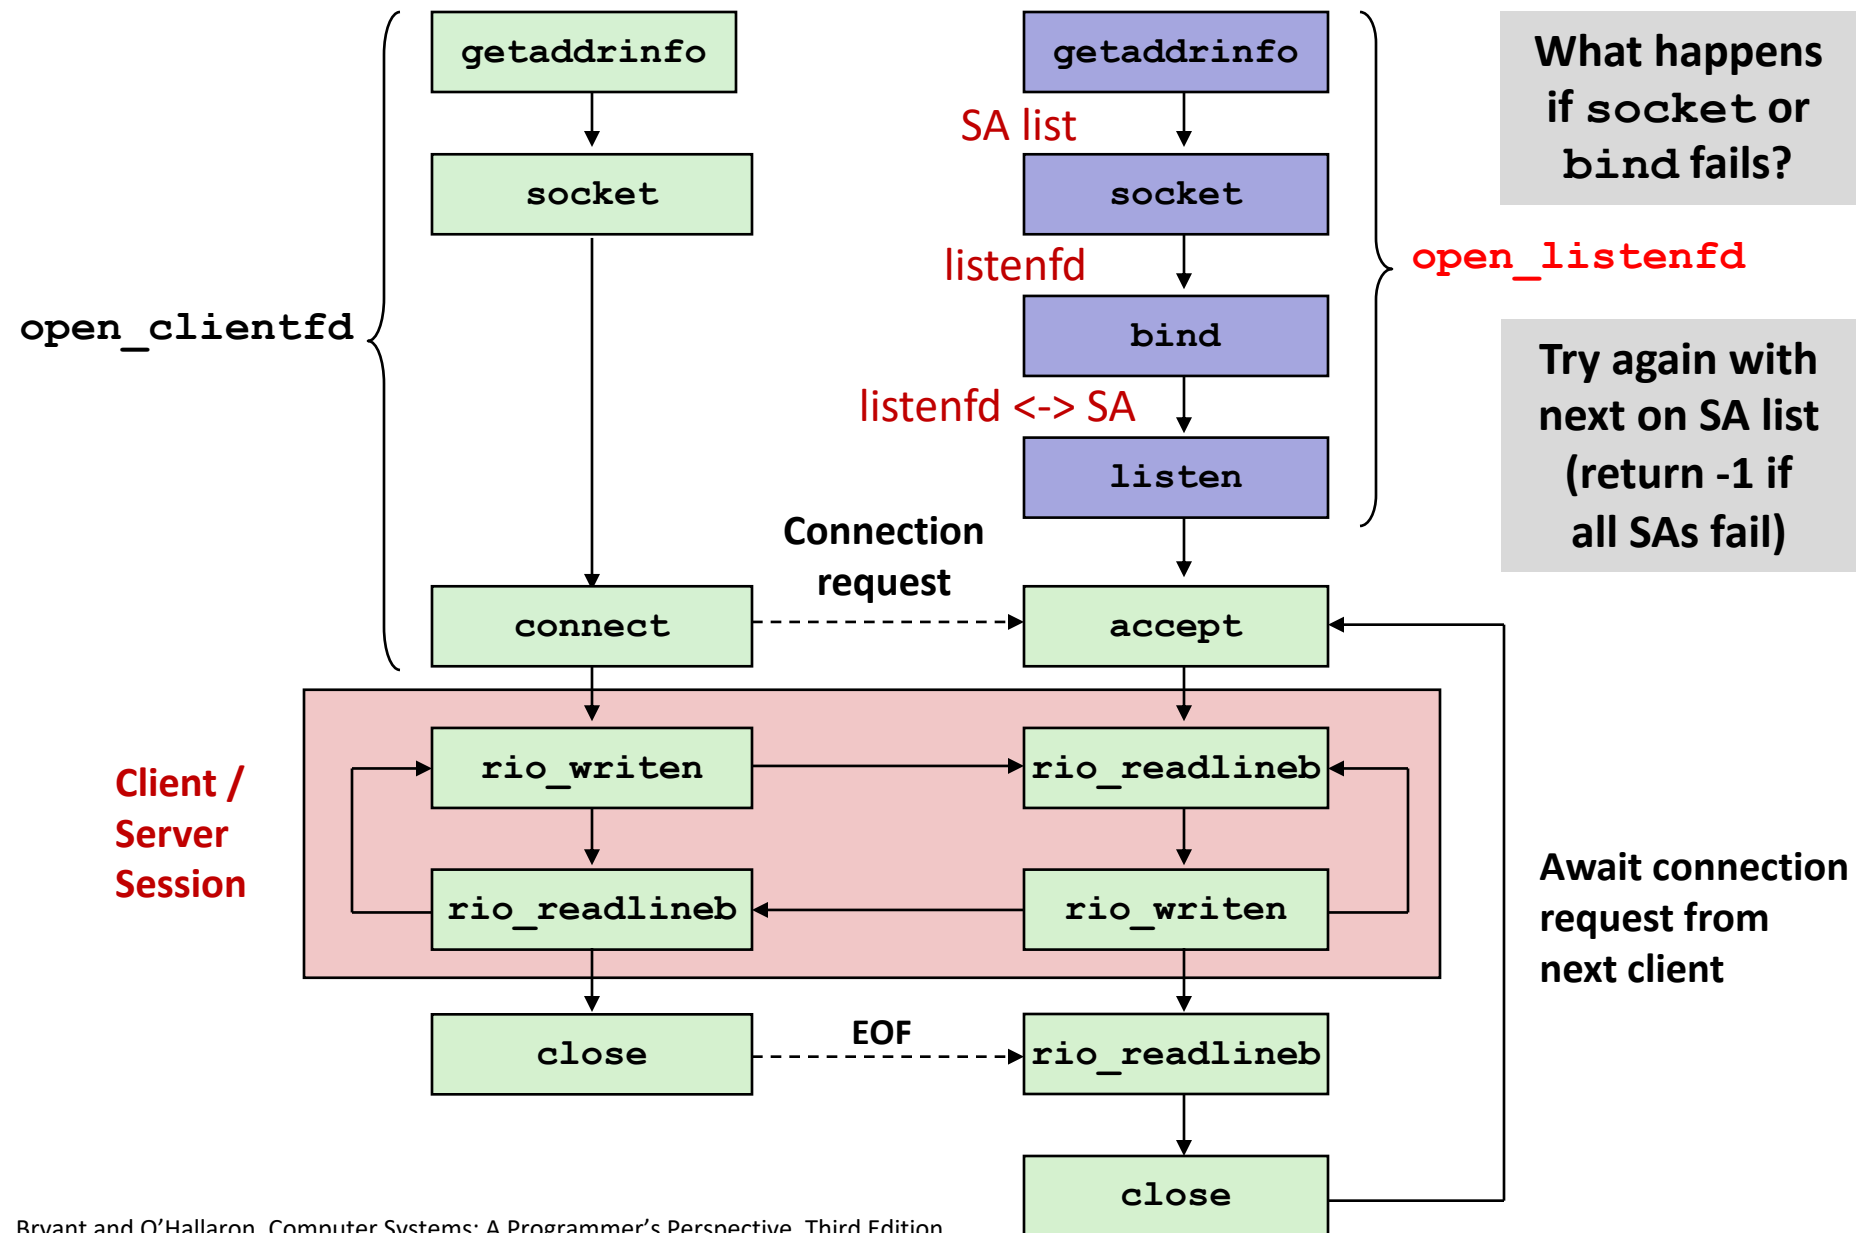 getaddrinfo
getaddrinfo
What happens
if socket or
bind fails?
SA list
socket
socket
listenfd
open_listenfd
open_clientfd
bind
Try again with
next on SA list
(return -1 if
all SAs fail)
listenfd <-> SA
listen
Connection
request
connect
accept
Client /
Server
Session
rio_writen
rio_readlineb
rio_readlineb
rio_writen
Await connection
request from
next client
close
EOF
rio_readlineb
close
Bryant and O'Hallaron, Computer Systems: A Programmer's Perspective, Third Edition